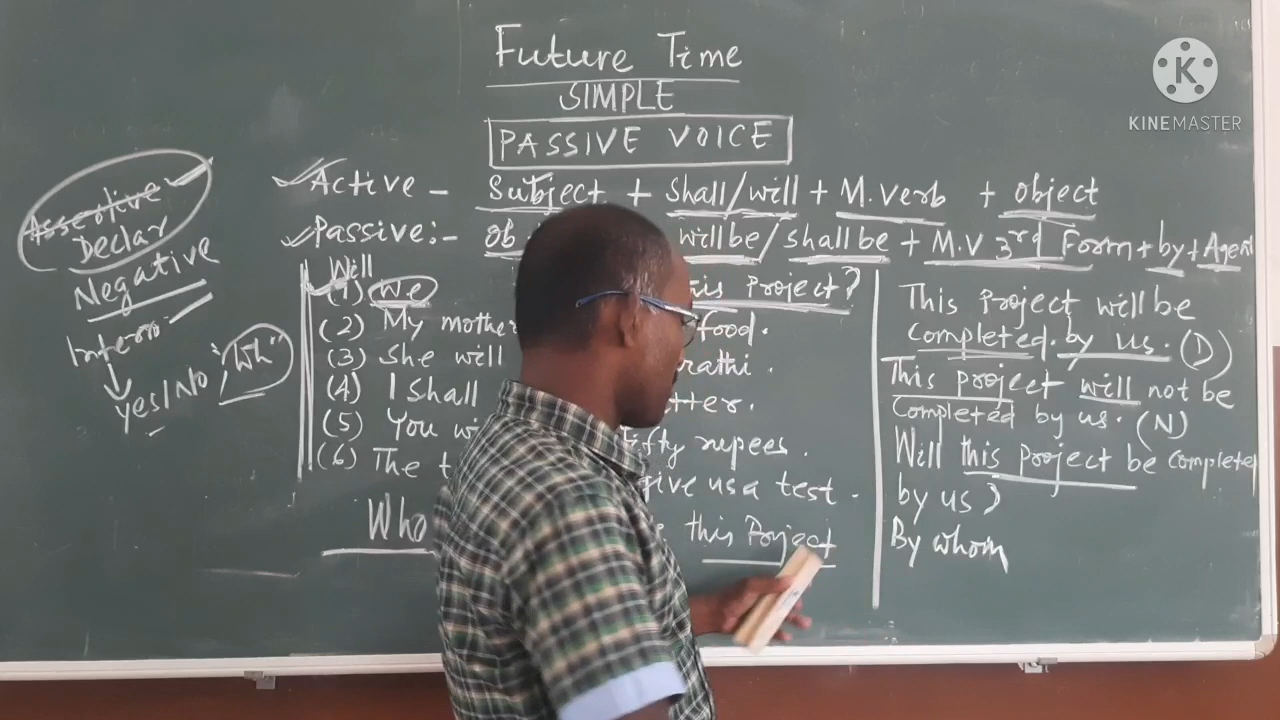 Future Time
SIMPLE
PASSIVE VOICE
K
KINEMASTER
Assertive
Declar
Negative
Interro
yes/No "Wh"
Active - Subject + Shall/will + M.verb + object
Passive:- ob will be/shall be + M.V 3rd Form + by + Agent
Will
(1) We this Project?
(2) My mothe food.
(3) She will rathi.
(4) I Shall etter.
(5) You wi Fifty rupees.
(6) The t give us a test.
Who this Project
This Project will be
Completed. by us. (D)
This project will not be
Completed by us. (N)
Will this project be completed
by us?
By whom